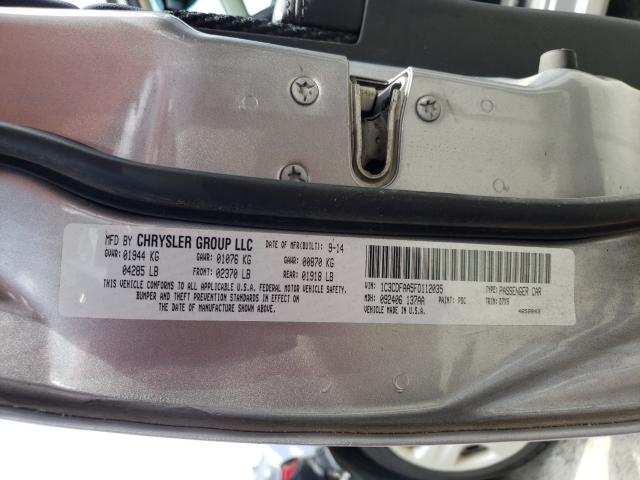 MFD BY CHRYSLER GROUP LLC DATE OF MFR(BUILT): 9-14
GVWR: 01944 KG GAWR: 01076 KG GAWR: 00870 KG
04285 LB FRONT: 02370 LB REAR: 01918 LB
THIS VEHICLE CONFORMS TO ALL APPLICABLE U.S.A. FEDERAL MOTOR VEHICLE SAFETY,
BUMPER AND THEFT PREVENTION STANDARDS IN EFFECT ON
THE DATE OF MANUFACTURE SHOWN ABOVE.
VIN: 1C3CDFAA5FD112035 TYPE: PASSENGER CAR
MDH: 092406 137AA PAINT: PSC TRIM:
VEHICLE MADE IN U.S.A.